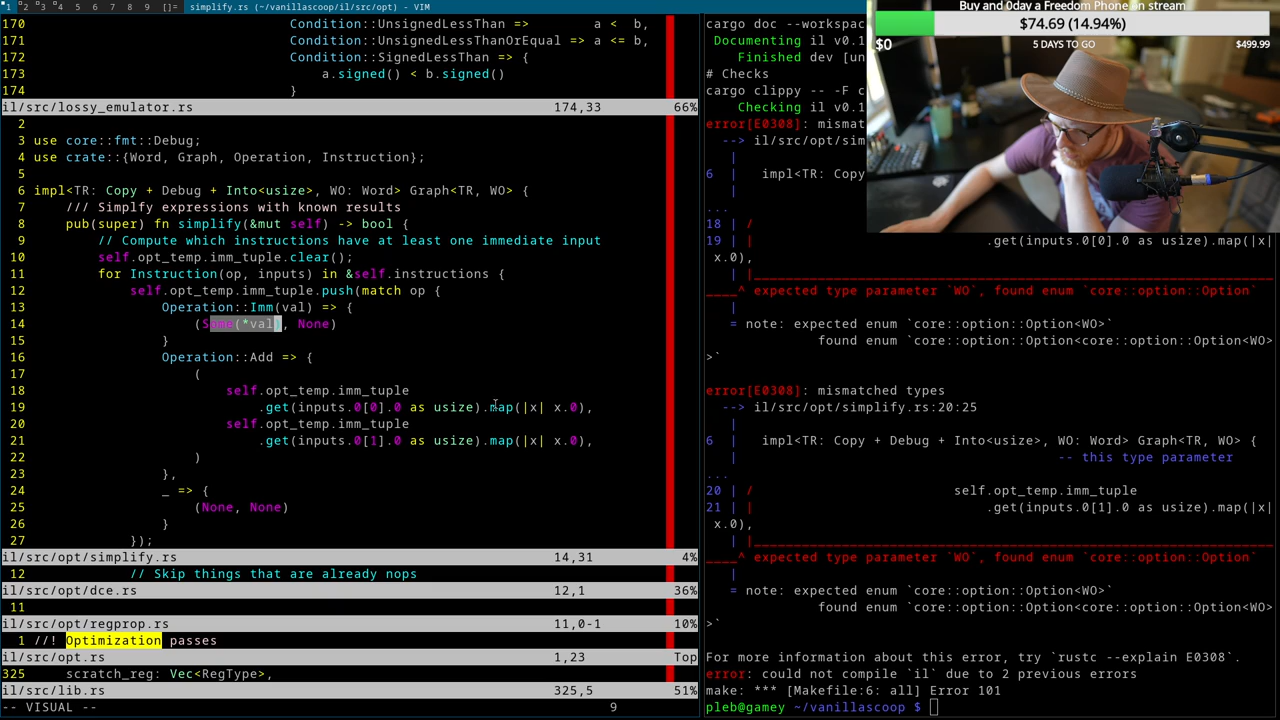 1 2 3 4 5 6 7 8 9 []= simplify.rs (~/vanillascoop/il/src/opt) - VIM
170 Condition::UnsignedLessThan => a < b,
171 Condition::UnsignedLessThanOrEqual => a <= b,
172 Condition::SignedLessThan => {
173 a.signed() < b.signed()
174 }
il/src/lossy_emulator.rs 174,33 66%
2
3 use core::fmt::Debug;
4 use crate::{Word, Graph, Operation, Instruction};
5
6 impl<TR: Copy + Debug + Into<usize>, WO: Word> Graph<TR, WO> {
7 /// Simplfy expressions with known results
8 pub(super) fn simplify(&mut self) -> bool {
9 // Compute which instructions have at least one immediate input
10 self.opt_temp.imm_tuple.clear();
11 for Instruction(op, inputs) in &self.instructions {
12 self.opt_temp.imm_tuple.push(match op {
13 Operation::Imm(val) => {
14 (Some(*val), None)
15 }
16 Operation::Add => {
17 (
18 self.opt_temp.imm_tuple
19 .get(inputs.0[0].0 as usize).map(|x| x.0),
20 self.opt_temp.imm_tuple
21 .get(inputs.0[1].0 as usize).map(|x| x.0),
22 )
23 },
24 _ => {
25 (None, None)
26 }
27 });
il/src/opt/simplify.rs 14,31 4%
12 // Skip things that are already nops
il/src/opt/dce.rs 12,1 36%
11
il/src/opt/regprop.rs 11,0-1 10%
1 //! Optimization passes
il/src/opt.rs 1,23 Top
325 scratch_reg: Vec<RegType>,
il/src/lib.rs 325,5 51%
-- VISUAL -- 9
cargo doc --workspac
Documenting il v0.1
Finished dev [un
# Checks
cargo clippy -- -F c
Checking il v0.1
error[E0308]: mismat
--> il/src/opt/sim
|
6 | impl<TR: Copy
|
...
18 | /
19 | | .get(inputs.0[0].0 as usize).map(|x|
x.0),
| |____________________________________________________________________
____^ expected type parameter `WO`, found enum `core::option::Option`
|
= note: expected enum `core::option::Option<WO>`
found enum `core::option::Option<core::option::Option<WO>
>`
error[E0308]: mismatched types
--> il/src/opt/simplify.rs:20:25
|
6 | impl<TR: Copy + Debug + Into<usize>, WO: Word> Graph<TR, WO> {
| -- this type parameter
...
20 | / self.opt_temp.imm_tuple
21 | | .get(inputs.0[1].0 as usize).map(|x|
x.0),
| |____________________________________________________________________
____^ expected type parameter `WO`, found enum `core::option::Option`
|
= note: expected enum `core::option::Option<WO>`
found enum `core::option::Option<core::option::Option<WO>
>`
For more information about this error, try `rustc --explain E0308`.
error: could not compile `il` due to 2 previous errors
make: *** [Makefile:6: all] Error 101
pleb@gamey ~/vanillascoop $
Buy and 0day a Freedom Phone on stream
$74.69 (14.94%)
$0 5 DAYS TO GO $499.99